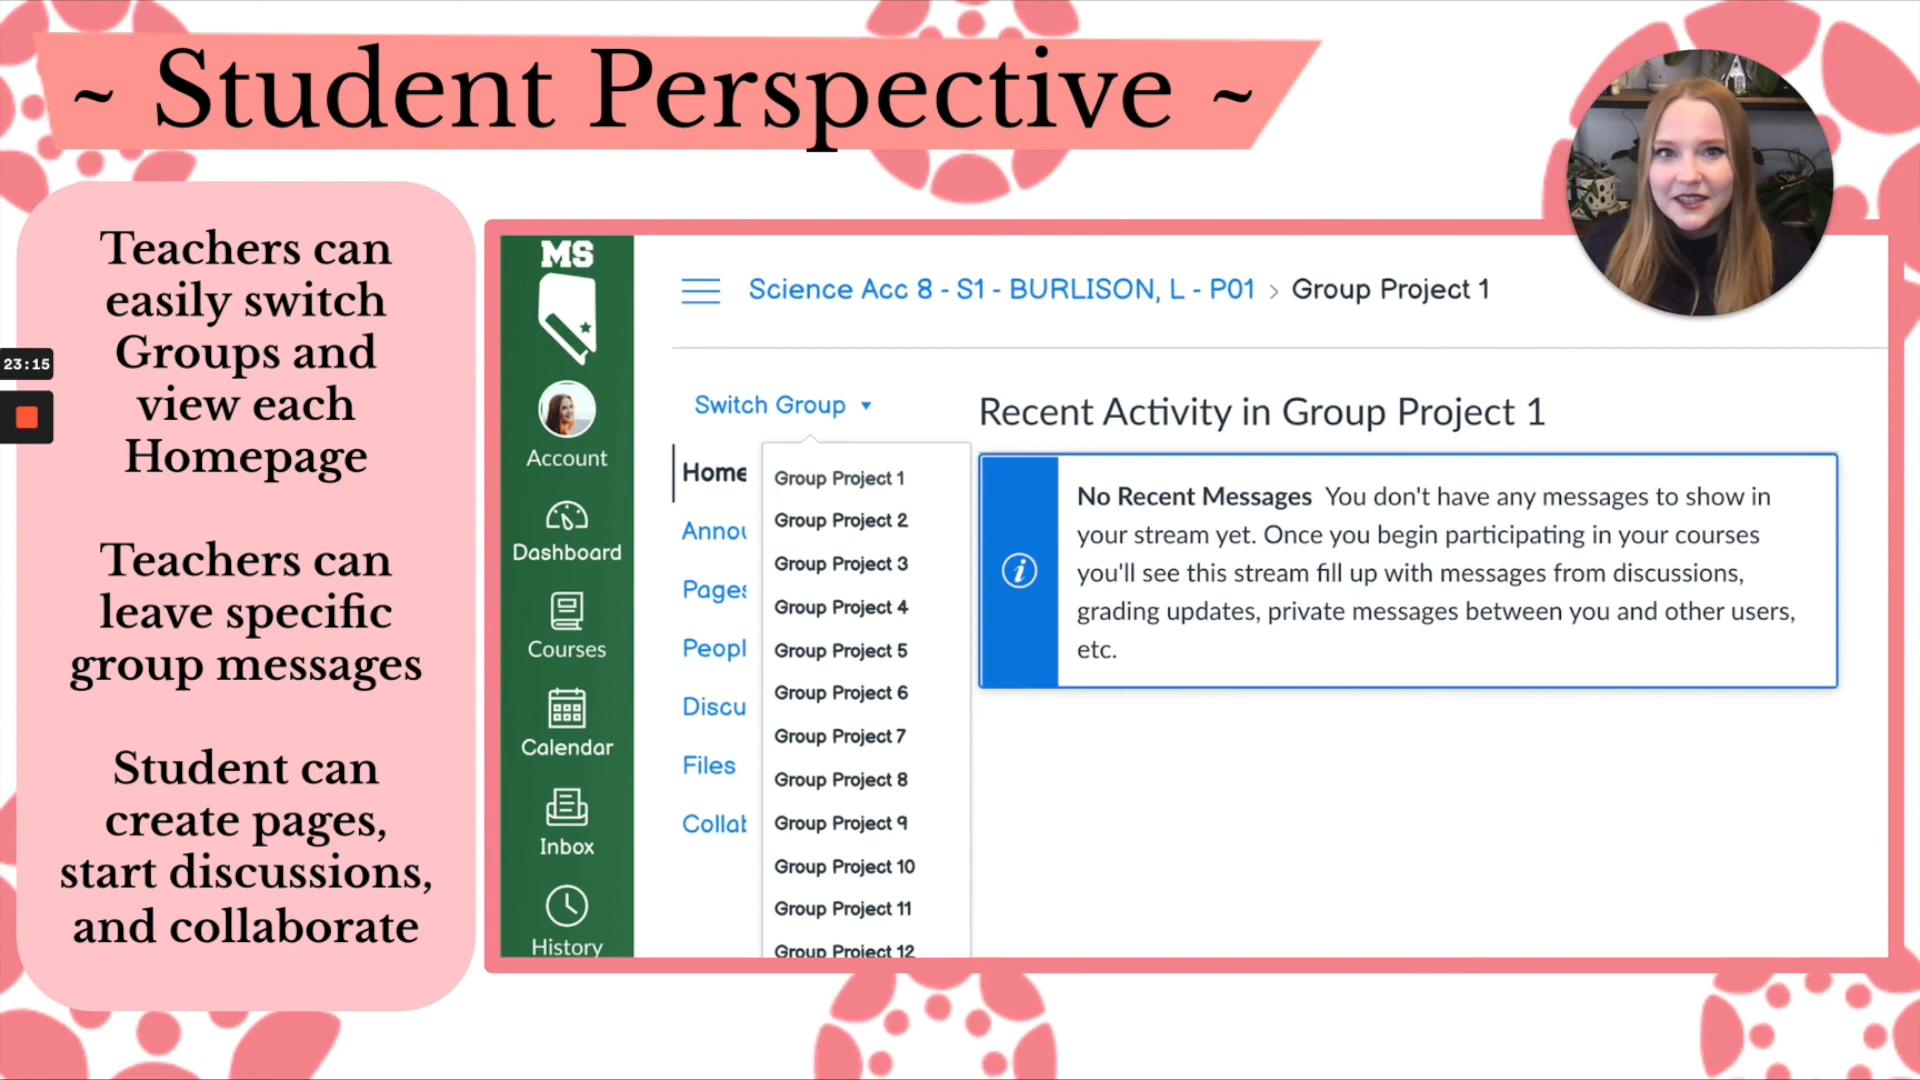 ~ Student Perspective ~
Teachers can
easily switch
Groups and
view each
Homepage
Teachers can
leave specific
group messages
Student can
create pages,
start discussions,
and collaborate
23:15
MS
Account
Dashboard
Courses
Calendar
Inbox
History
Science Acc 8 - S1 - BURLISON, L - P01 > Group Project 1
Switch Group
Home
Annou
Pages
Peopl
Discu
Files
Collab
Group Project 1
Group Project 2
Group Project 3
Group Project 4
Group Project 5
Group Project 6
Group Project 7
Group Project 8
Group Project 9
Group Project 10
Group Project 11
Group Project 12
Recent Activity in Group Project 1
No Recent Messages You don't have any messages to show in
your stream yet. Once you begin participating in your courses
you'll see this stream fill up with messages from discussions,
grading updates, private messages between you and other users,
etc.